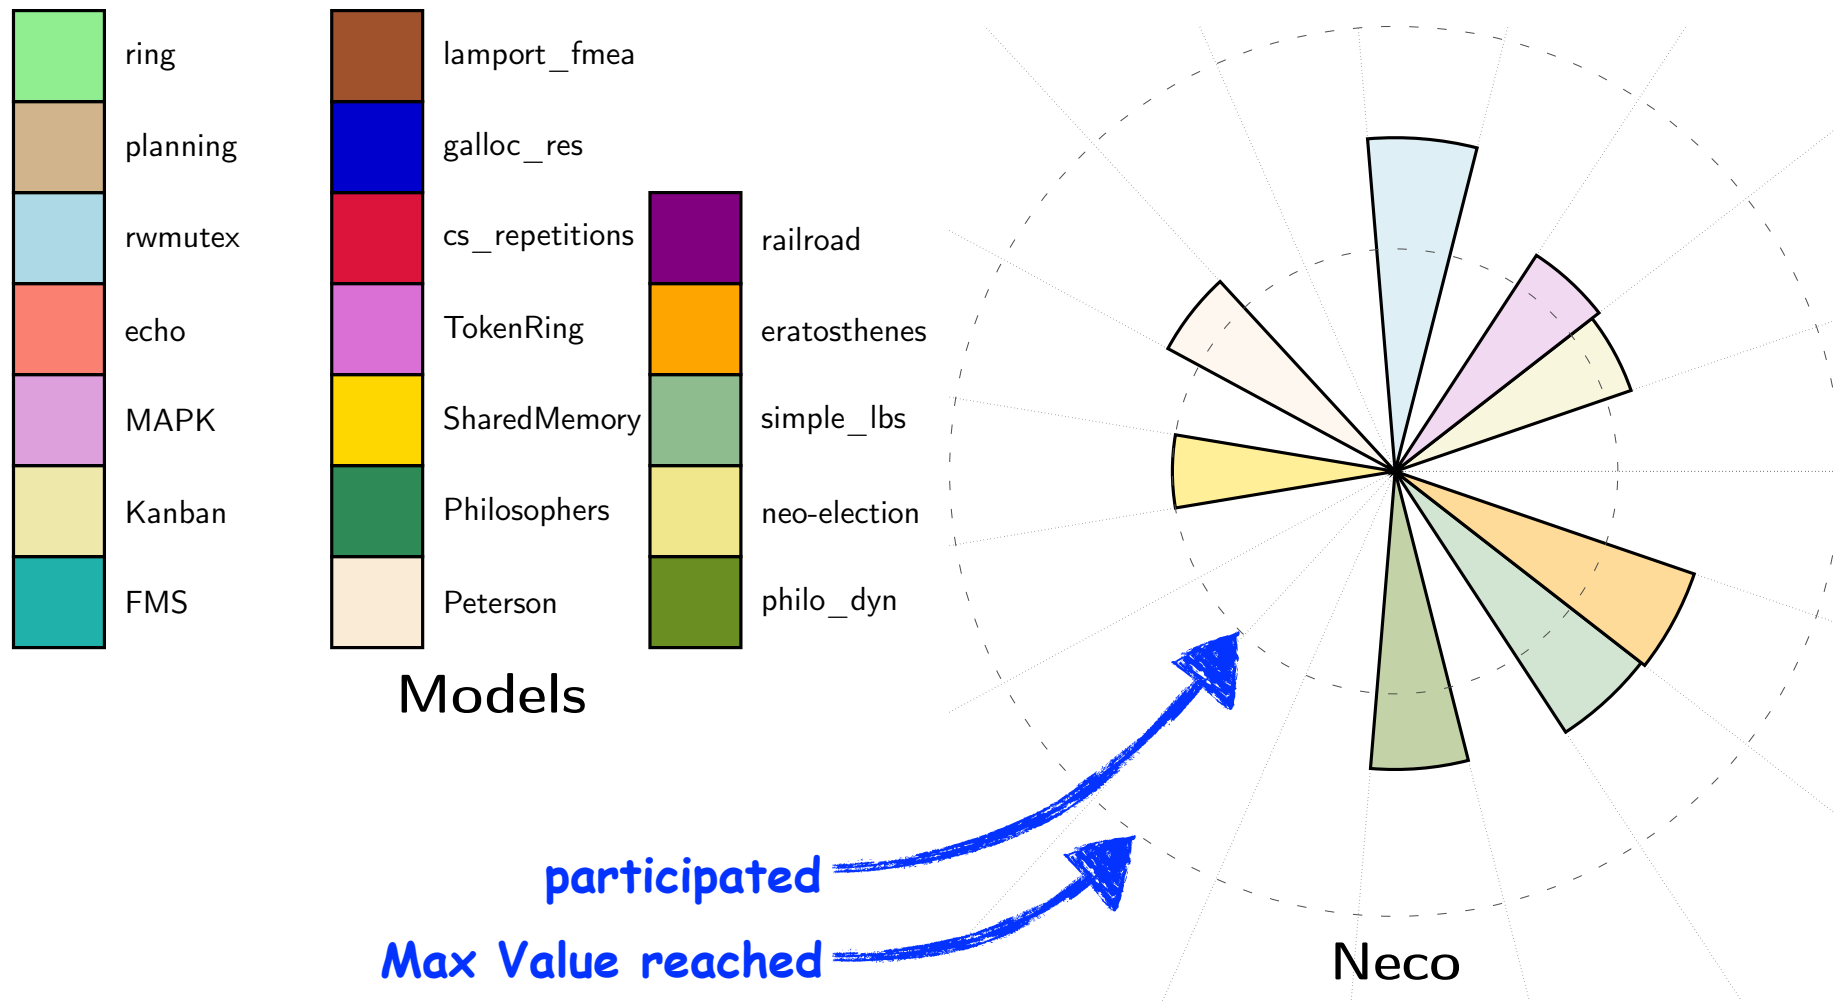 ring
planning
rwmutex
echo
MAPK
Kanban
FMS
lamport_fmea
galloc_res
cs_repetitions
TokenRing
SharedMemory
Philosophers
Peterson
railroad
eratosthenes
simple_lbs
neo-election
philo_dyn
Models
participated
Max Value reached
Neco